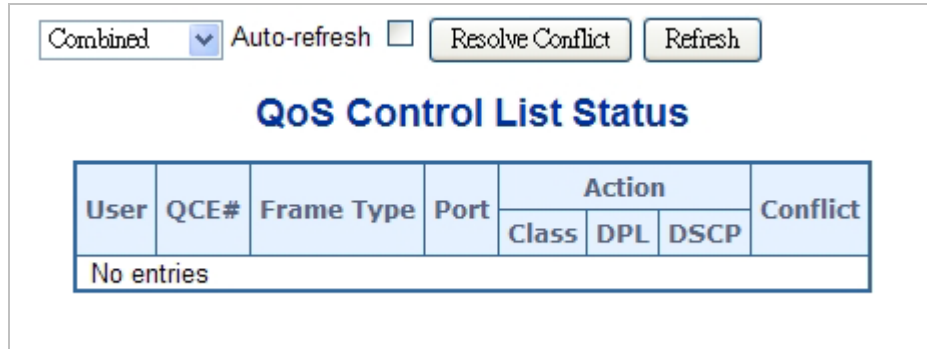 Combined Auto-refresh Resolve Conflict Refresh
QoS Control List Status
User QCE# Frame Type Port Action Conflict
Class DPL DSCP
No entries